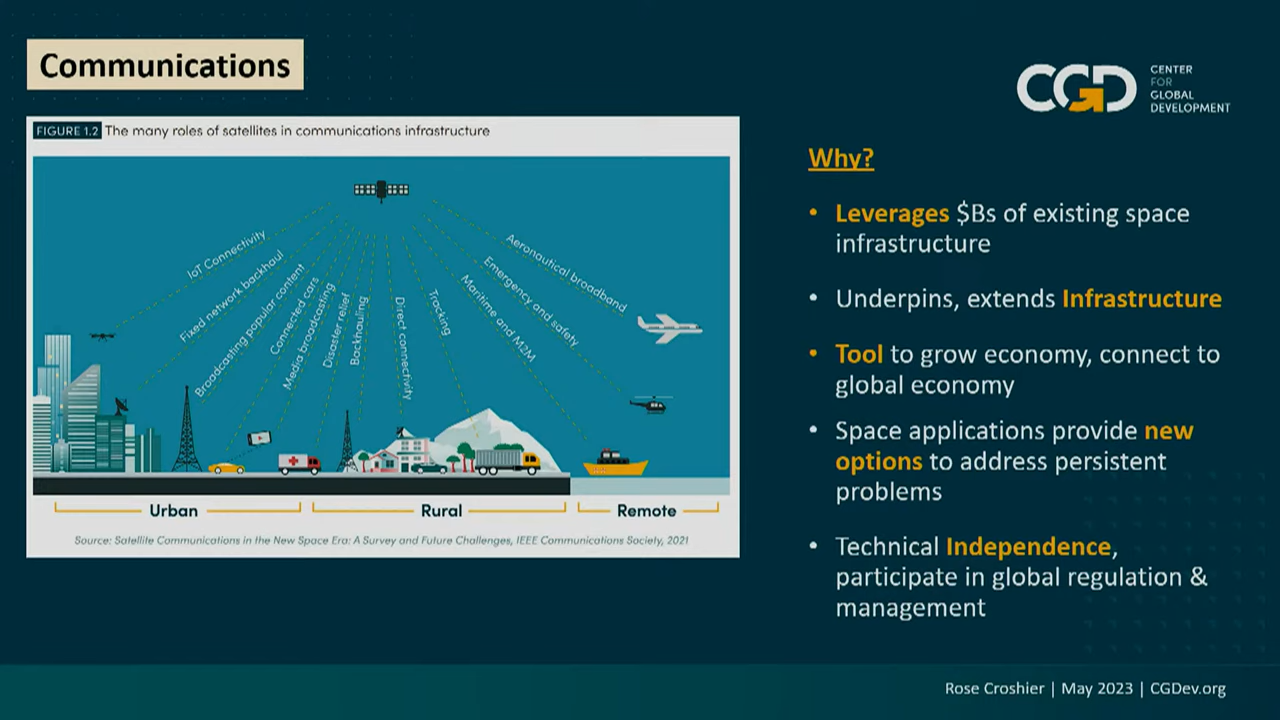 Communications
CGD
CENTER
FOR
GLOBAL
DEVELOPMENT
FIGURE 1.2 The many roles of satellites in communications infrastructure
IoT Connectivity
Fixed network backhaul
Broadcasting popular content
Connected cars
Media broadcasting
Disaster relief
Backhauling
Direct connectivity
Tracking
Maritime and M2M
Emergency and safety
Aeronautical broadband
Urban
Rural
Remote
Source: Satellite Communications in the New Space Era: A Survey and Future Challenges, IEEE Communications Society, 2021
Why?
• Leverages $Bs of existing space
infrastructure
• Underpins, extends Infrastructure
• Tool to grow economy, connect to
global economy
• Space applications provide new
options to address persistent
problems
• Technical Independence,
participate in global regulation &
management
Rose Croshier | May 2023 | CGDev.org